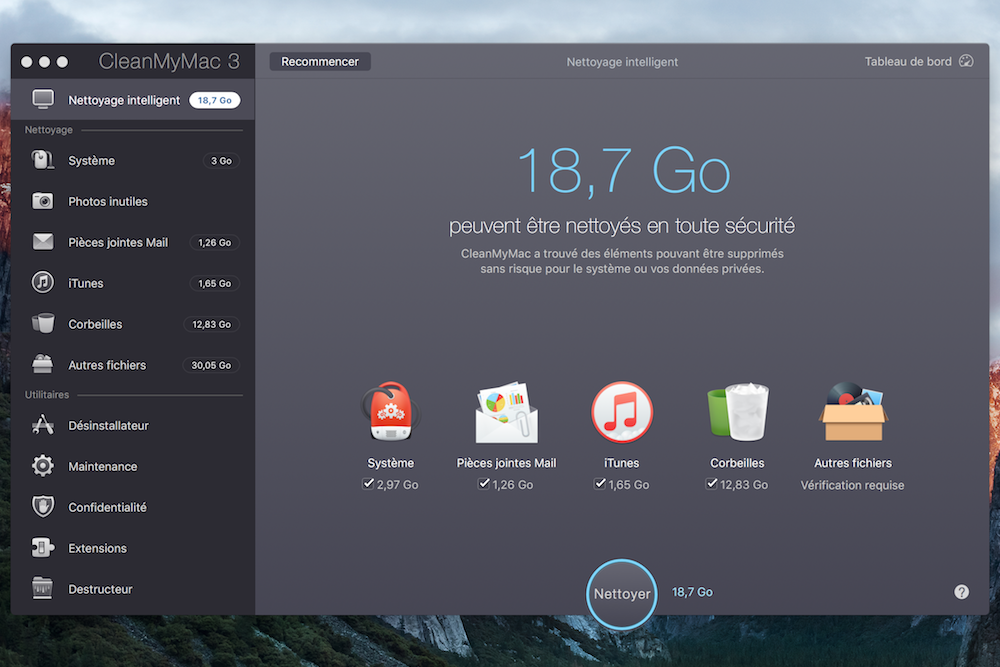 CleanMyMac 3
Recommencer
Nettoyage intelligent
Tableau de bord
Nettoyage intelligent 18,7 Go
Nettoyage
Système 3 Go
Photos inutiles
Pièces jointes Mail 1,26 Go
iTunes 1,65 Go
Corbeilles 12,83 Go
Autres fichiers 30,05 Go
Utilitaires
Désinstallateur
Maintenance
Confidentialité
Extensions
Destructeur
18,7 Go
peuvent être nettoyés en toute sécurité
CleanMyMac a trouvé des éléments pouvant être supprimés
sans risque pour le système ou vos données privées.
Système
2,97 Go
Pièces jointes Mail
1,26 Go
iTunes
1,65 Go
Corbeilles
12,83 Go
Autres fichiers
Vérification requise
Nettoyer
18,7 Go
?